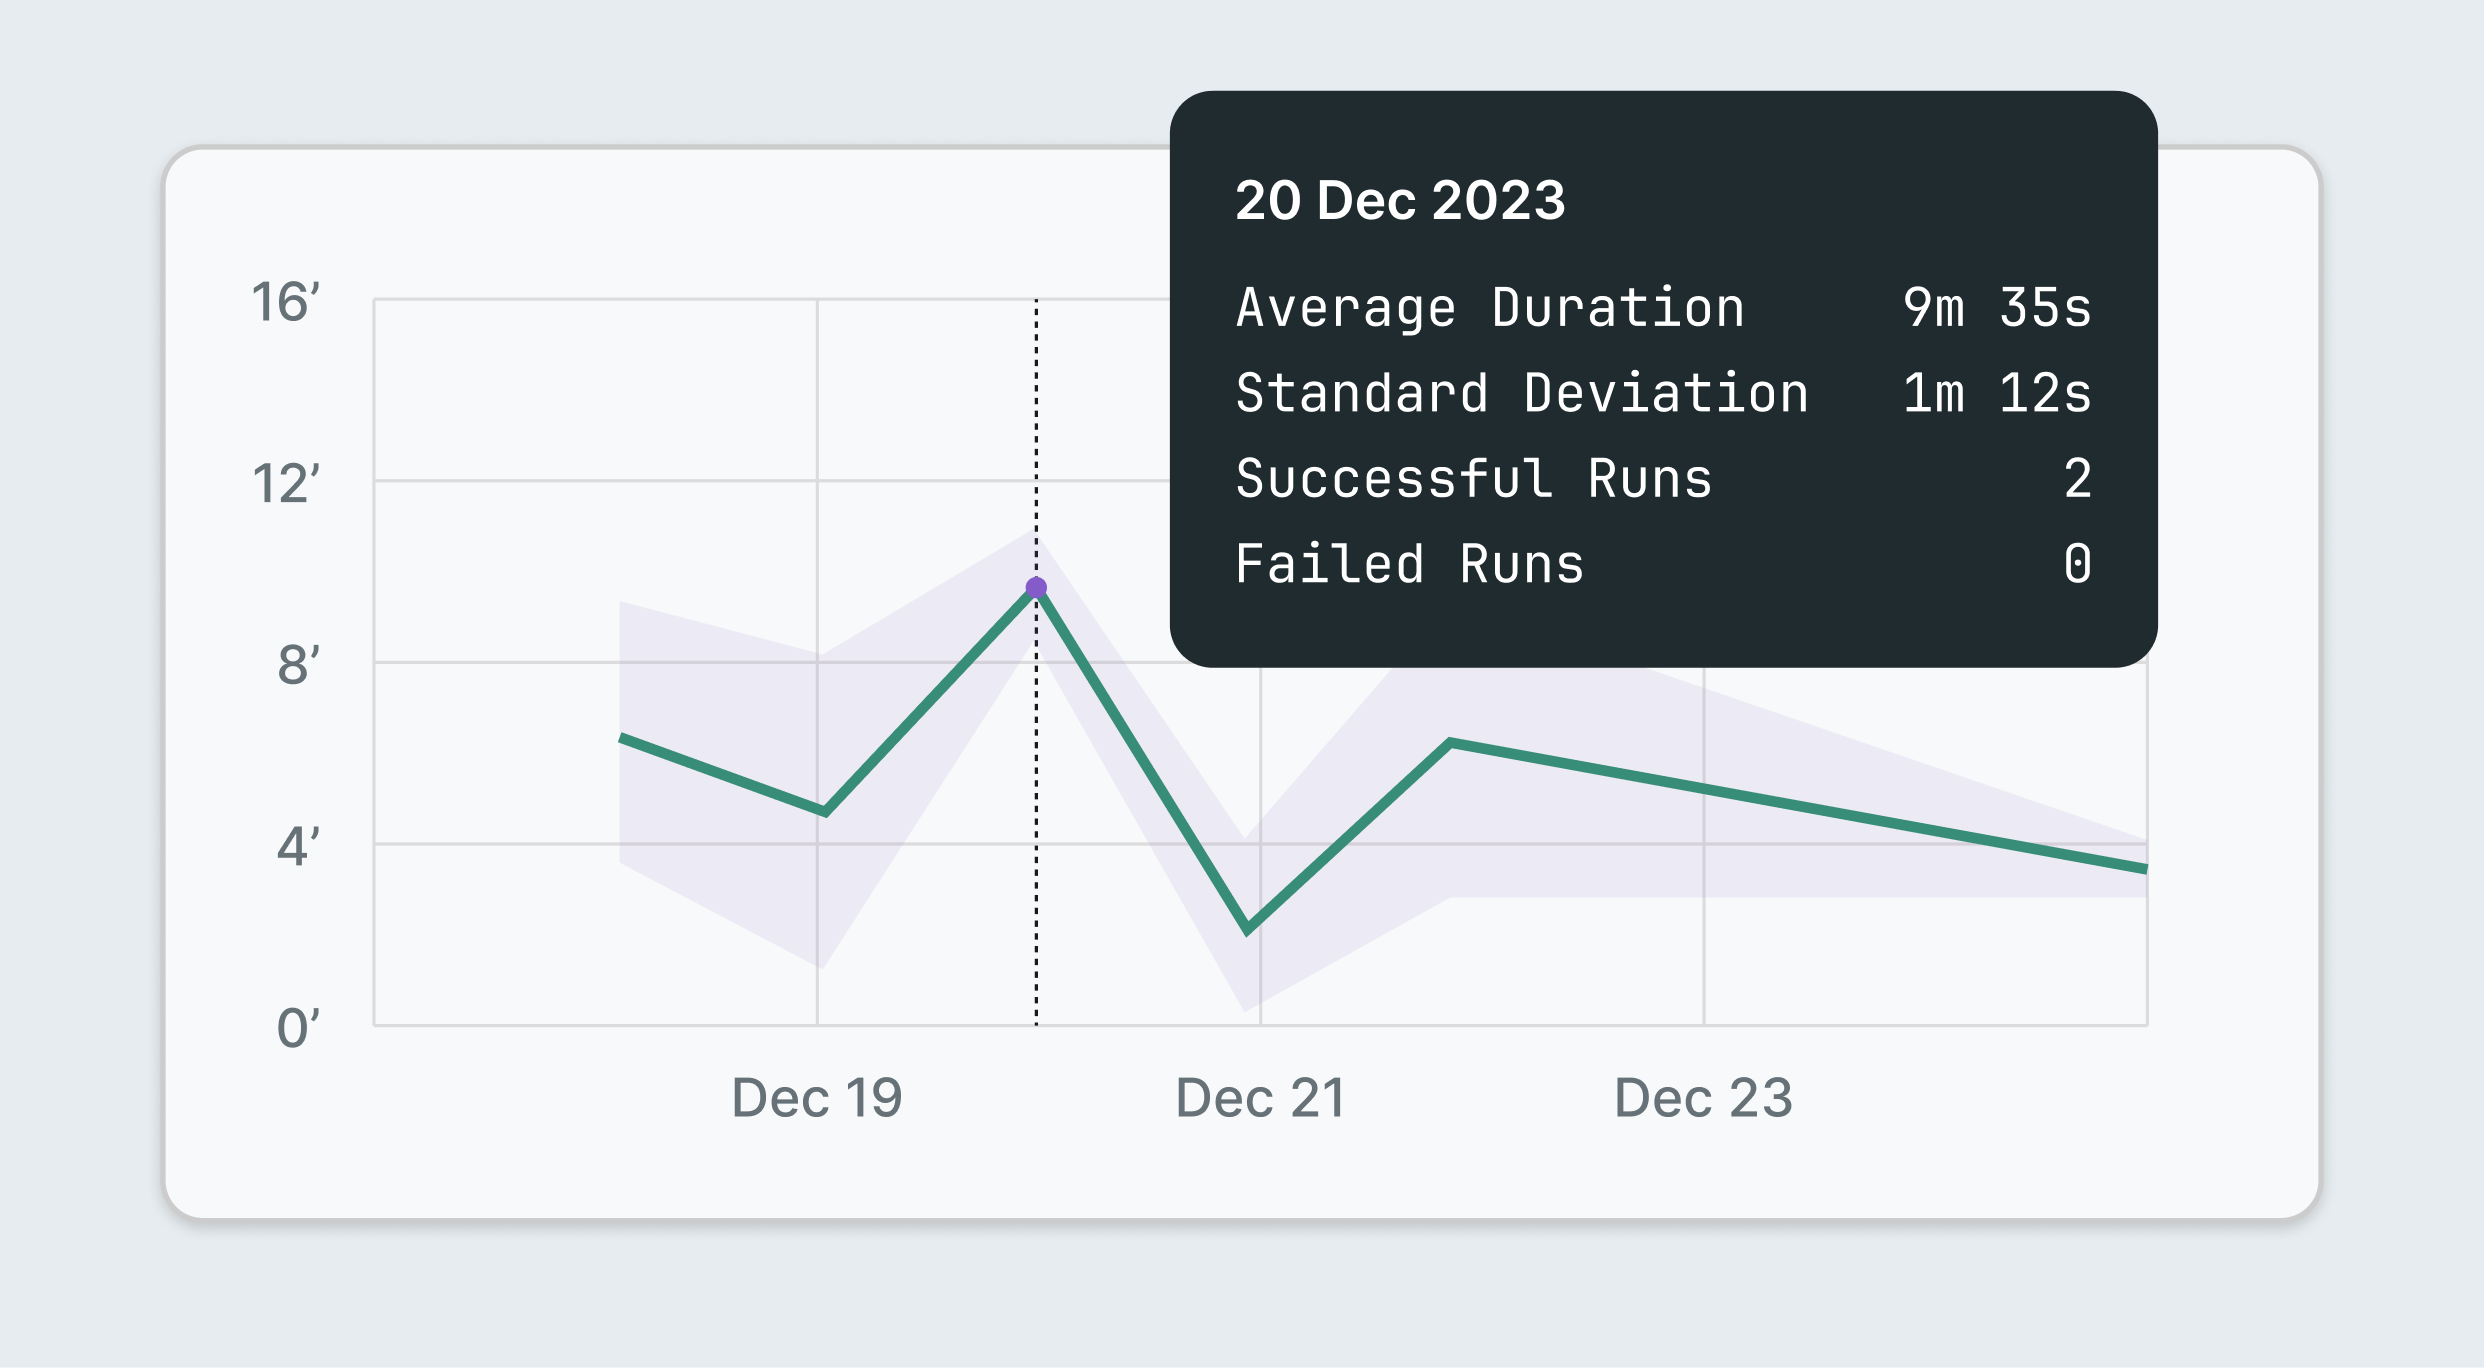 20 Dec 2023
Average Duration 9m 35s
Standard Deviation 1m 12s
Successful Runs 2
Failed Runs 0
16’
12’
8’
4’
0’
Dec 19 Dec 21 Dec 23